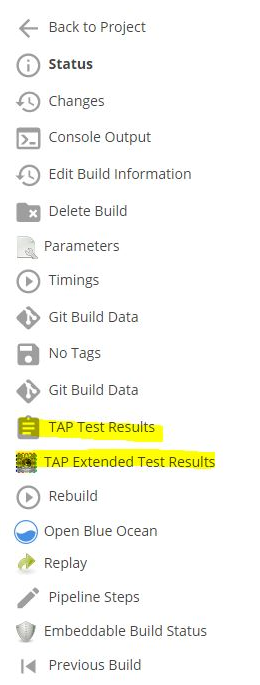 Back to Project
Status
Changes
Console Output
Edit Build Information
Delete Build
Parameters
Timings
Git Build Data
No Tags
Git Build Data
TAP Test Results
TAP Extended Test Results
Rebuild
Open Blue Ocean
Replay
Pipeline Steps
Embeddable Build Status
Previous Build